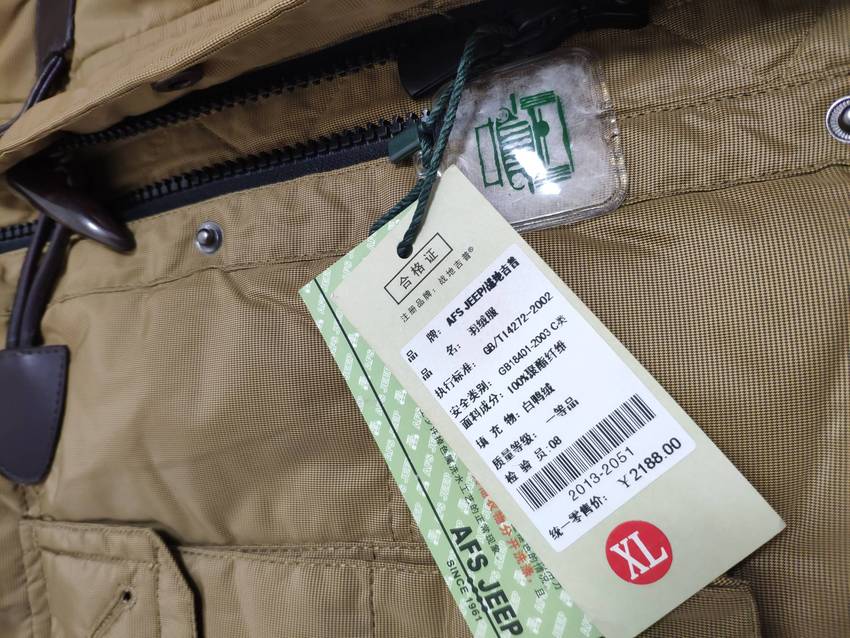 合格证
注册品牌：战地吉普®
品 牌：AFS JEEP/战地吉普
品 名：羽绒服
执行标准：GB/T14272-2002
安全类别：GB18401-2003 C类
面料成分：100%聚酯纤维
填 充 物：白鸭绒
质量等级：一等品
检 验 员：08
2013-2051
统一零售价：￥2188.00
XL
AFS JEEP
SINCE 1961
AFS JEEP